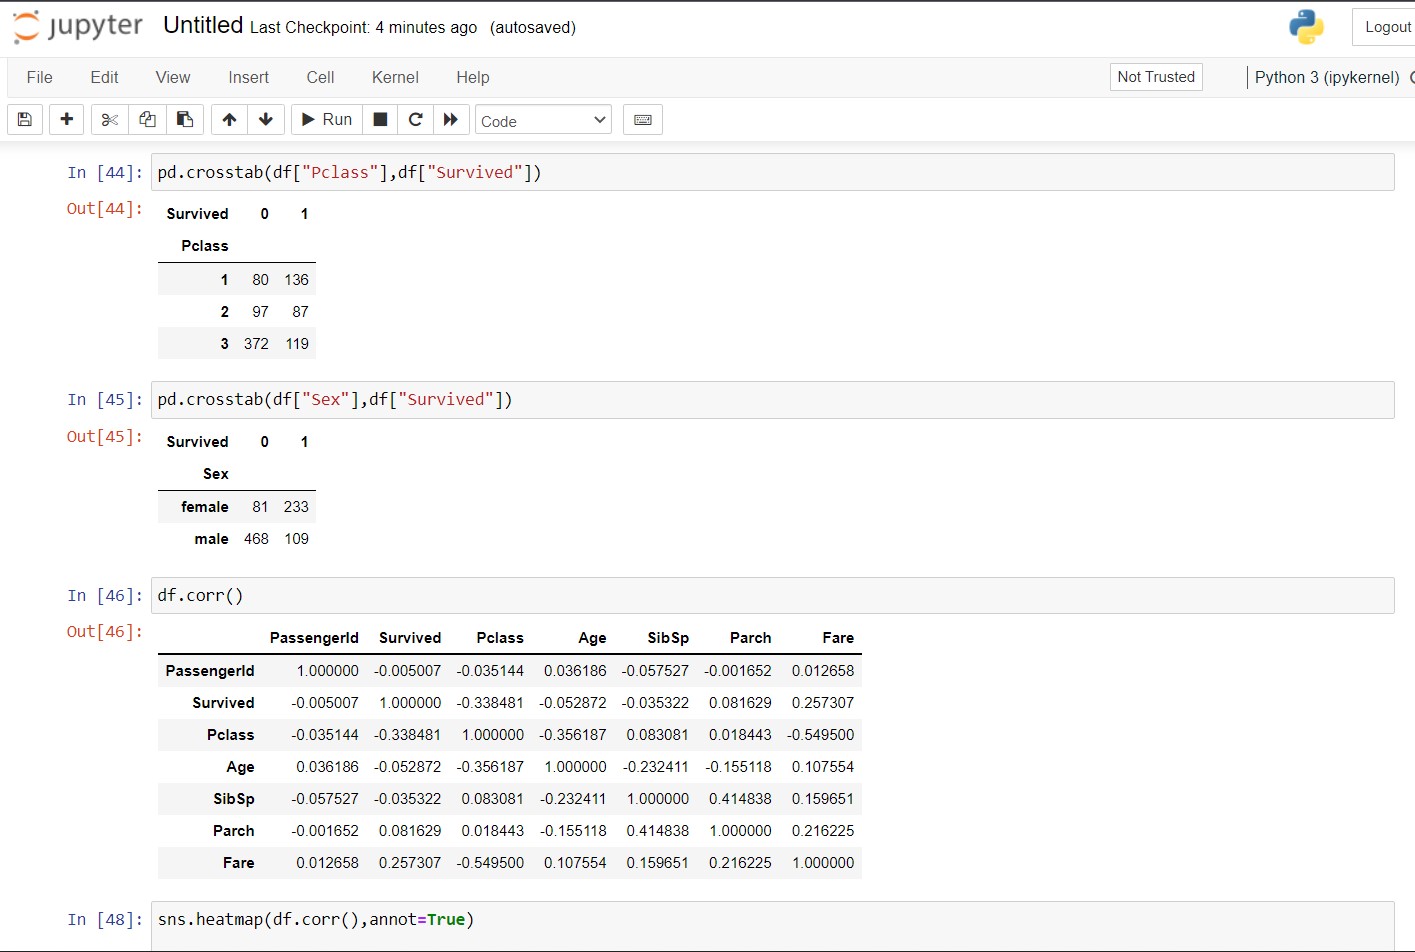 jupyter Untitled Last Checkpoint: 4 minutes ago (autosaved) Logout
File Edit View Insert Cell Kernel Help Not Trusted Python 3 (ipykernel)
Run Code
In [44]: pd.crosstab(df["Pclass"],df["Survived"])
Out[44]: Survived 0 1
Pclass
1 80 136
2 97 87
3 372 119
In [45]: pd.crosstab(df["Sex"],df["Survived"])
Out[45]: Survived 0 1
Sex
female 81 233
male 468 109
In [46]: df.corr()
Out[46]:
PassengerId Survived Pclass Age SibSp Parch Fare
PassengerId 1.000000 -0.005007 -0.035144 0.036186 -0.057527 -0.001652 0.012658
Survived -0.005007 1.000000 -0.338481 -0.052872 -0.035322 0.081629 0.257307
Pclass -0.035144 -0.338481 1.000000 -0.356187 0.083081 0.018443 -0.549500
Age 0.036186 -0.052872 -0.356187 1.000000 -0.232411 -0.155118 0.107554
SibSp -0.057527 -0.035322 0.083081 -0.232411 1.000000 0.414838 0.159651
Parch -0.001652 0.081629 0.018443 -0.155118 0.414838 1.000000 0.216225
Fare 0.012658 0.257307 -0.549500 0.107554 0.159651 0.216225 1.000000
In [48]: sns.heatmap(df.corr(),annot=True)